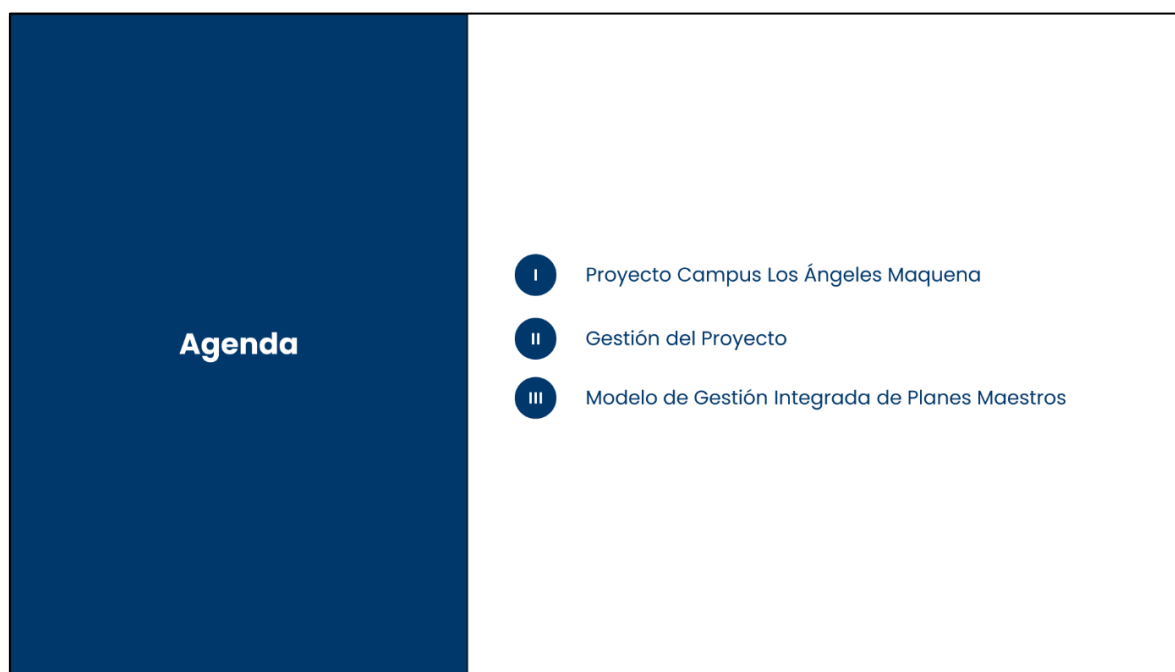 Agenda
I Proyecto Campus Los Ángeles Maquena
II Gestión del Proyecto
III Modelo de Gestión Integrada de Planes Maestros